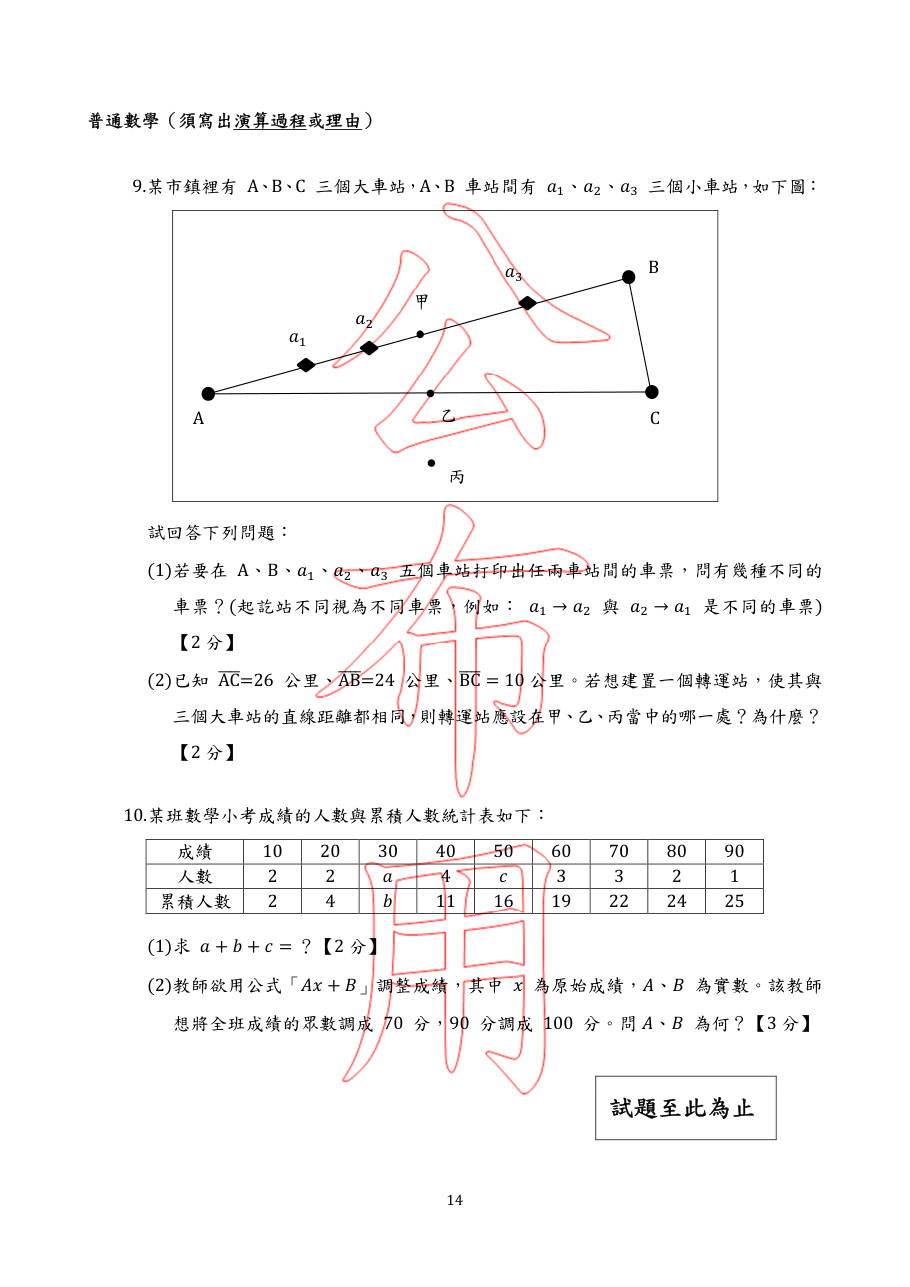 普通數學（須寫出演算過程或理由）
9.某市鎮裡有 A、B、C 三個大車站，A、B 車站間有 a₁、a₂、a₃ 三個小車站，如下圖：
B
a₃
甲
a₂
a₁
A
乙
C
丙
試回答下列問題：
(1)若要在 A、B、a₁、a₂、a₃ 五個車站打印出任兩車站間的車票，問有幾種不同的
車票？(起訖站不同視為不同車票，例如： a₁→a₂ 與 a₂→a₁ 是不同的車票)
【2 分】
(2)已知 A̅C̅=26 公里、A̅B̅=24 公里、B̅C̅ = 10 公里。若想建置一個轉運站，使其與
三個大車站的直線距離都相同，則轉運站應設在甲、乙、丙當中的哪一處？為什麼？
【2 分】
10.某班數學小考成績的人數與累積人數統計表如下：
成績 10 20 30 40 50 60 70 80 90
人數 2 2 a 4 c 3 3 2 1
累積人數 2 4 b 11 16 19 22 24 25
(1)求 a + b + c = ？【2 分】
(2)教師欲用公式「Ax + B」調整成績，其中 x 為原始成績，A、B 為實數。該教師
想將全班成績的眾數調成 70 分，90 分調成 100 分。問 A、B 為何？【3 分】
試題至此為止
14
公
布
用